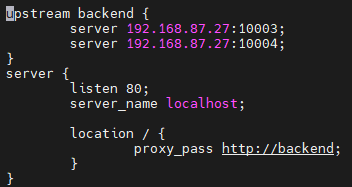 upstream backend {
        server 192.168.87.27:10003;
        server 192.168.87.27:10004;
}
server {
        listen 80;
        server_name localhost;

        location / {
                proxy_pass http://backend;
        }
}